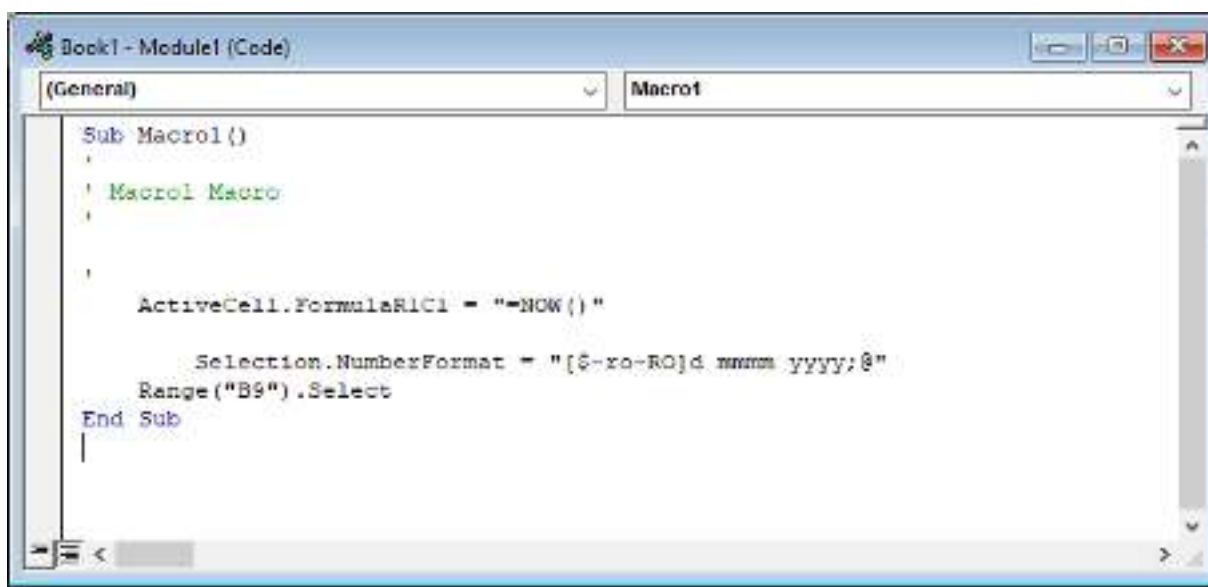 Book1 - Module1 (Code)
(General) Macro1
Sub Macro1()
'
' Macro1 Macro
'
'
ActiveCell.FormulaR1C1 = "=NOW()"
Selection.NumberFormat = "[$-ro-RO]d mmmm yyyy;@"
Range("B9").Select
End Sub